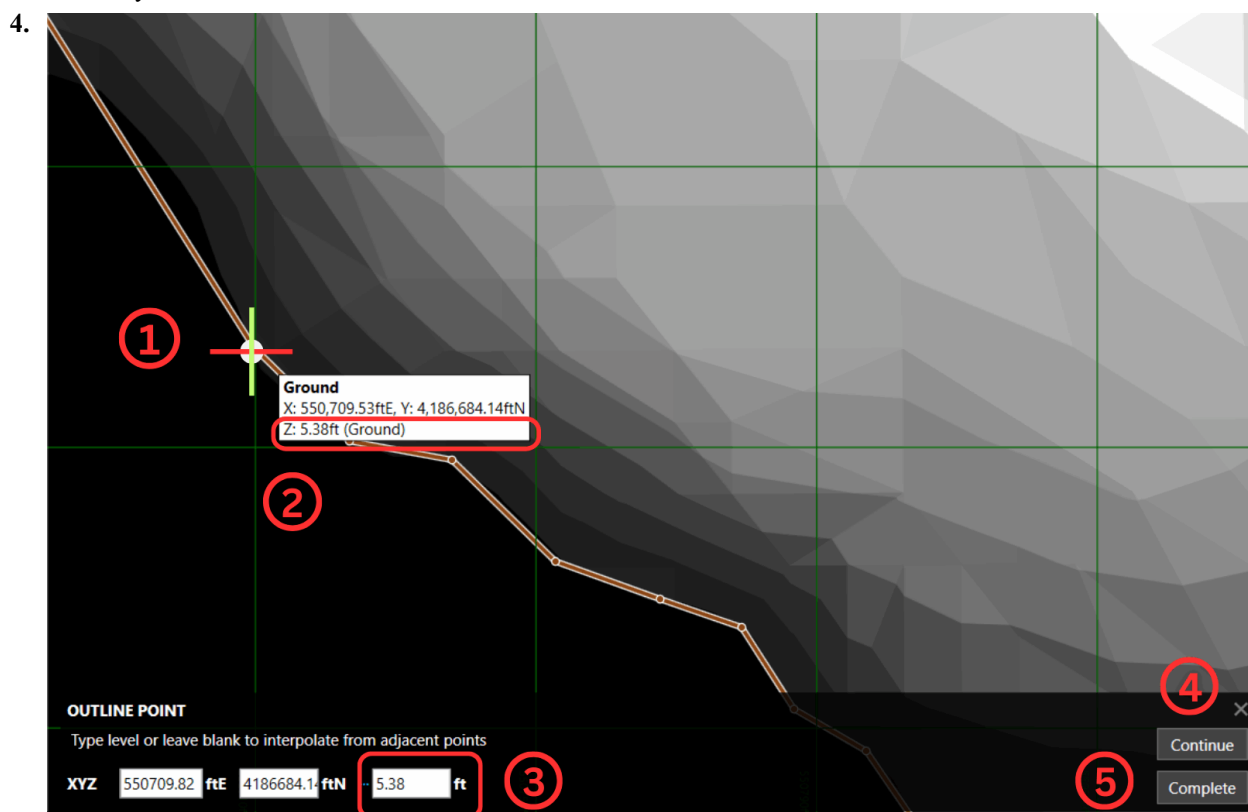 4.
①
Ground
X: 550,709.53ftE, Y: 4,186,684.14ftN
Z: 5.38ft (Ground)
②
④
OUTLINE POINT
Type level or leave blank to interpolate from adjacent points
Continue
XYZ 550709.82 ftE 4186684.1 ftN 5.38 ft ③
⑤ Complete